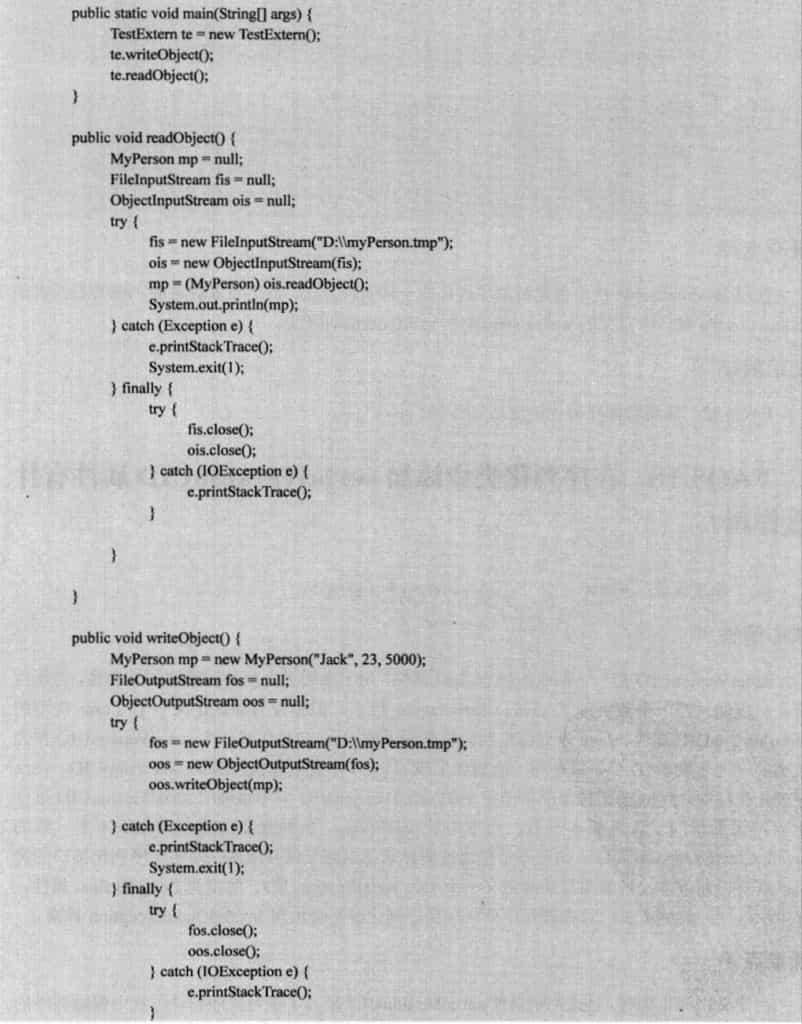 public static void main(String[] args) {
TestExtern te = new TestExtern();
te.writeObject();
te.readObject();
}
public void readObject() {
MyPerson mp = null;
FileInputStream fis = null;
ObjectInputStream ois = null;
try {
fis = new FileInputStream("D:\\myPerson.tmp");
ois = new ObjectInputStream(fis);
mp = (MyPerson) ois.readObject();
System.out.println(mp);
} catch (Exception e) {
e.printStackTrace();
System.exit(1);
} finally {
try {
fis.close();
ois.close();
} catch (IOException e) {
e.printStackTrace();
}
}
}
public void writeObject() {
MyPerson mp = new MyPerson("Jack", 23, 5000);
FileOutputStream fos = null;
ObjectOutputStream oos = null;
try {
fos = new FileOutputStream("D:\\myPerson.tmp");
oos = new ObjectOutputStream(fos);
oos.writeObject(mp);
} catch (Exception e) {
e.printStackTrace();
System.exit(1);
} finally {
try {
fos.close();
oos.close();
} catch (IOException e) {
e.printStackTrace();
}